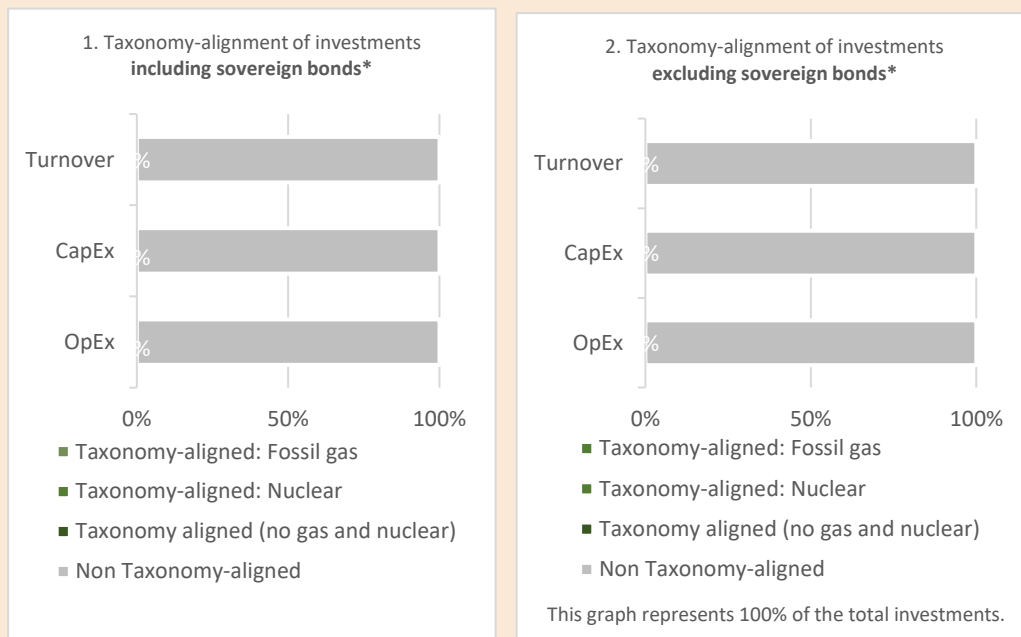 1. Taxonomy-alignment of investments
including sovereign bonds*
Turnover
%
CapEx
%
OpEx
%
0% 50% 100%
Taxonomy-aligned: Fossil gas
Taxonomy-aligned: Nuclear
Taxonomy aligned (no gas and nuclear)
Non Taxonomy-aligned
2. Taxonomy-alignment of investments
excluding sovereign bonds*
Turnover
%
CapEx
%
OpEx
%
0% 50% 100%
Taxonomy-aligned: Fossil gas
Taxonomy-aligned: Nuclear
Taxonomy aligned (no gas and nuclear)
Non Taxonomy-aligned
This graph represents 100% of the total investments.